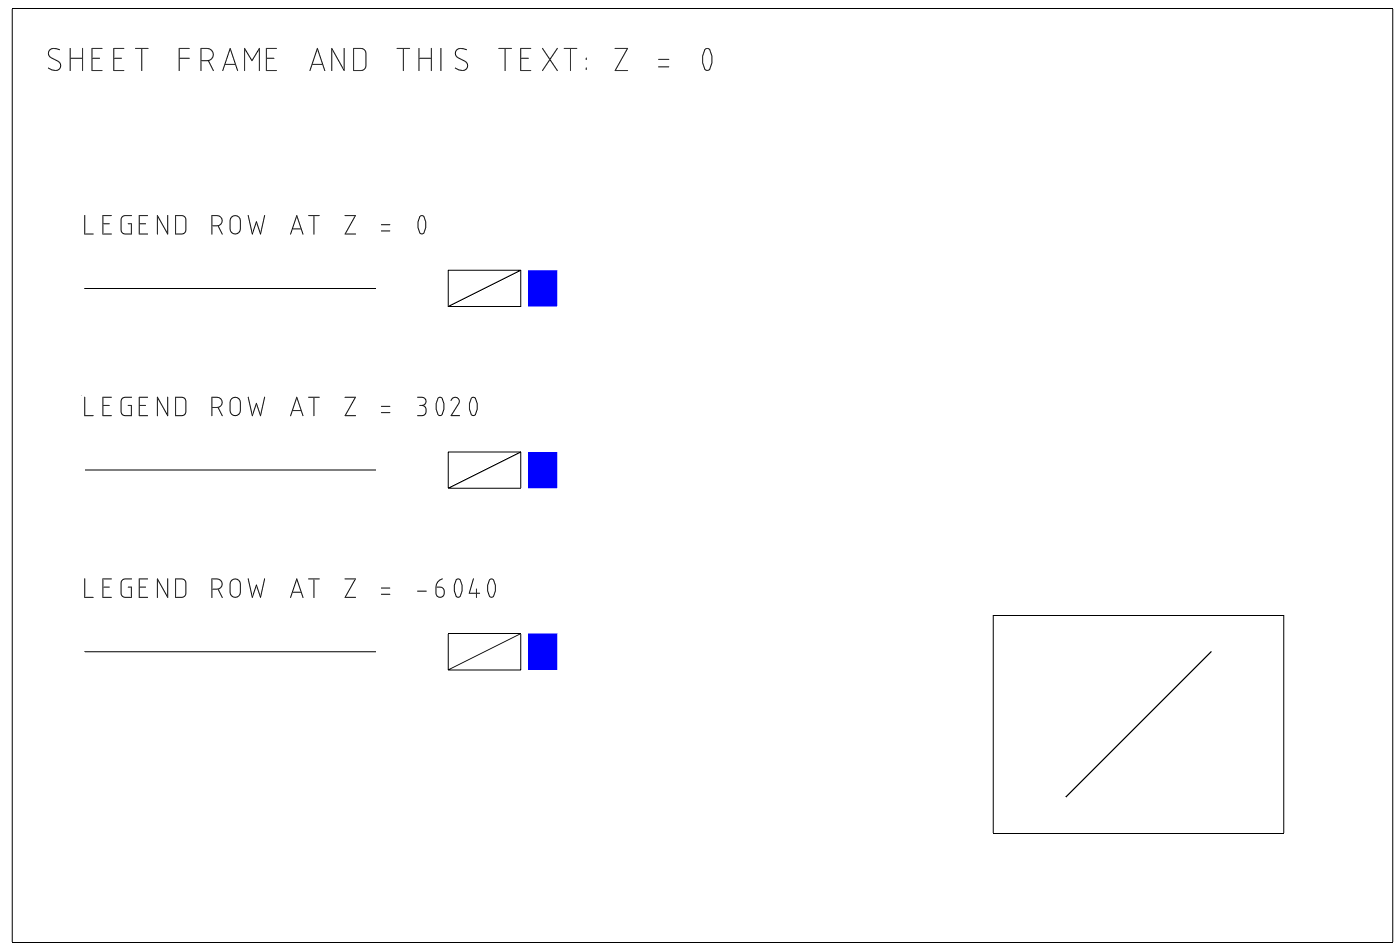 SHEET FRAME AND THIS TEXT: Z = 0
LEGEND ROW AT Z = 0
LEGEND ROW AT Z = 3020
LEGEND ROW AT Z = -6040